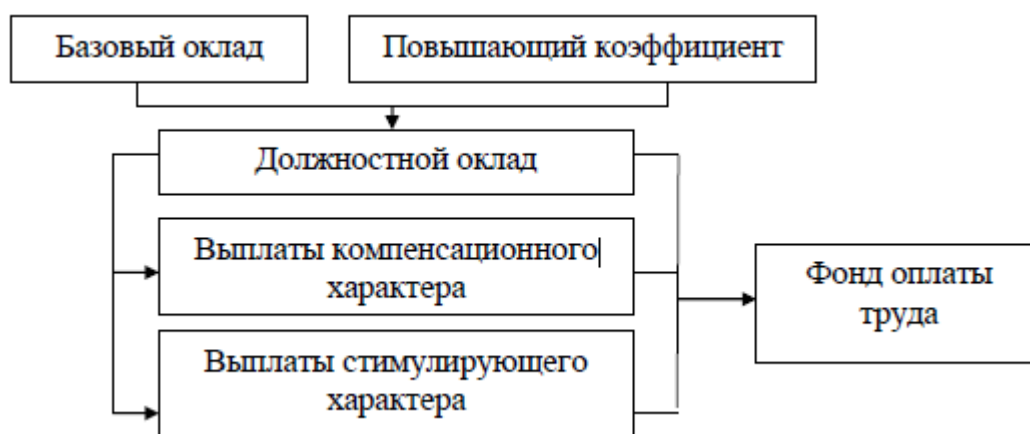 Базовый оклад
Повышающий коэффициент
Должностной оклад
Выплаты компенсационного
характера
Выплаты стимулирующего
характера
Фонд оплаты
труда